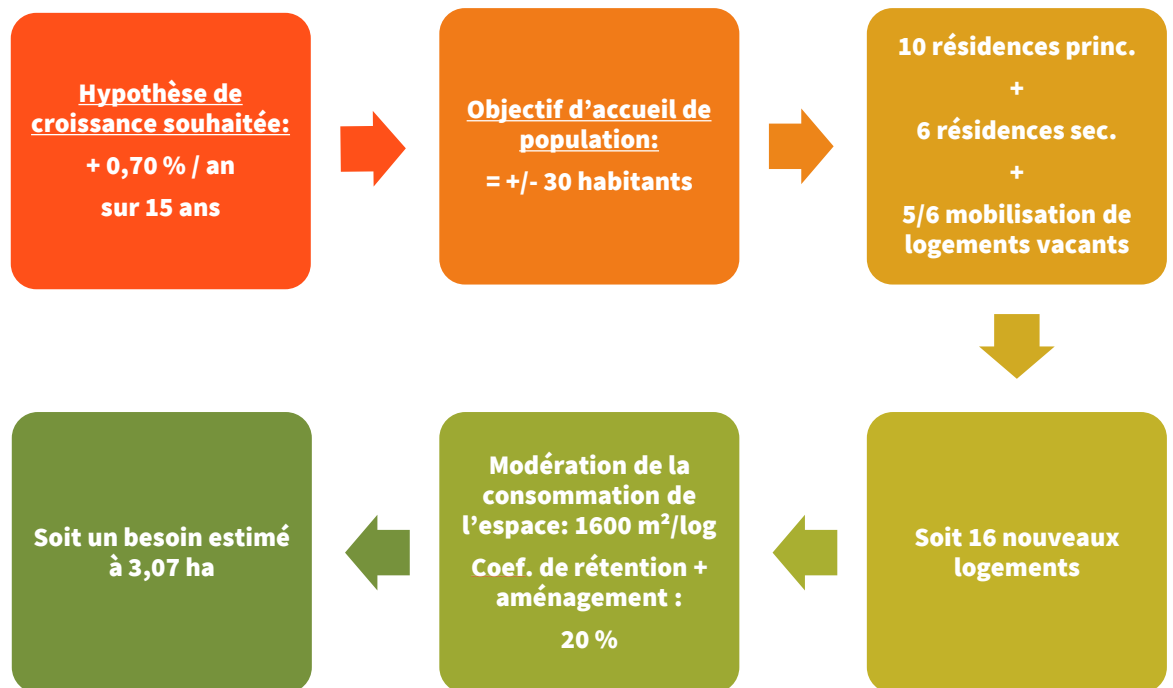 Hypothèse de
croissance souhaitée:
+ 0,70 % / an
sur 15 ans
Objectif d’accueil de
population:
= +/- 30 habitants
10 résidences princ.
+
6 résidences sec.
+
5/6 mobilisation de
logements vacants
Soit 16 nouveaux
logements
Modération de la
consommation de
l’espace: 1600 m²/log
Coef. de rétention +
aménagement :
20 %
Soit un besoin estimé
à 3,07 ha